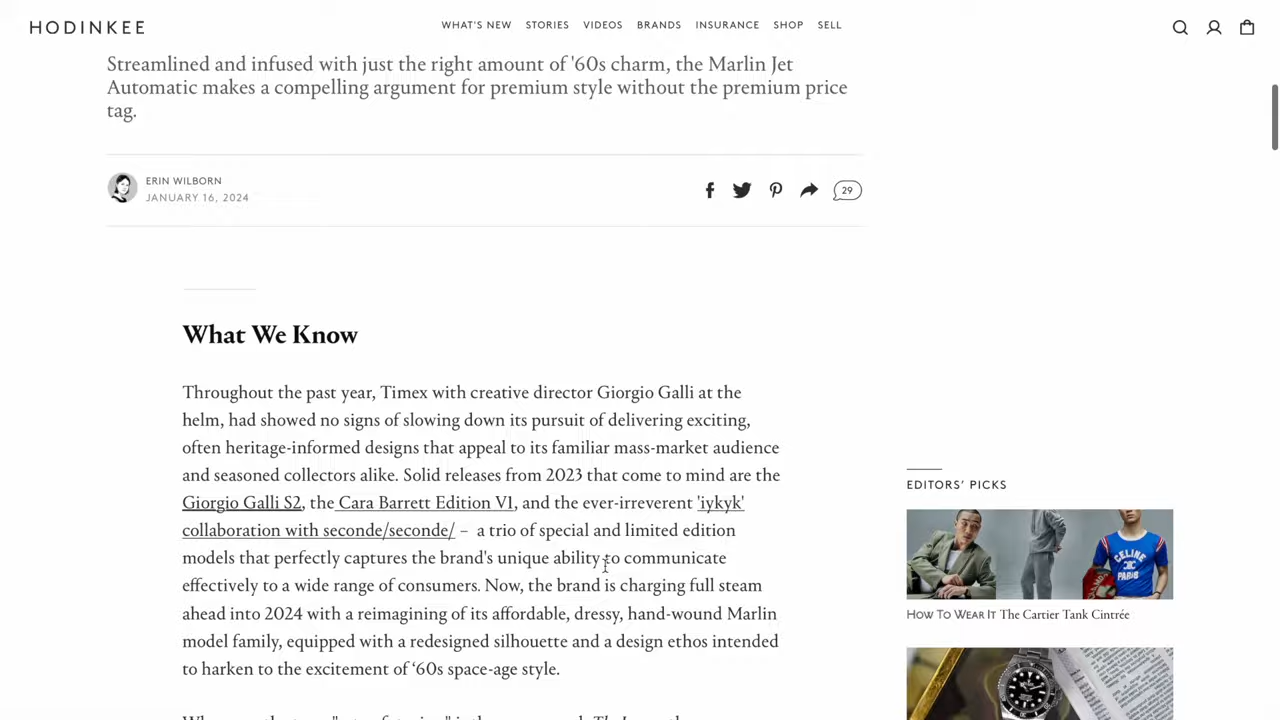 HODINKEE
WHAT'S NEW STORIES VIDEOS BRANDS INSURANCE SHOP SELL
Streamlined and infused with just the right amount of '60s charm, the Marlin Jet
Automatic makes a compelling argument for premium style without the premium price
tag.
ERIN WILBORN
JANUARY 16, 2024
29
What We Know
Throughout the past year, Timex with creative director Giorgio Galli at the
helm, had showed no signs of slowing down its pursuit of delivering exciting,
often heritage-informed designs that appeal to its familiar mass-market audience
and seasoned collectors alike. Solid releases from 2023 that come to mind are the
Giorgio Galli S2, the Cara Barrett Edition V1, and the ever-irreverent 'iykyk'
collaboration with seconde/seconde/ – a trio of special and limited edition
models that perfectly captures the brand's unique ability to communicate
effectively to a wide range of consumers. Now, the brand is charging full steam
ahead into 2024 with a reimagining of its affordable, dressy, hand-wound Marlin
model family, equipped with a redesigned silhouette and a design ethos intended
to harken to the excitement of ‘60s space-age style.
EDITORS’ PICKS
CELINE
PARIS
HOW TO WEAR IT The Cartier Tank Cintrée